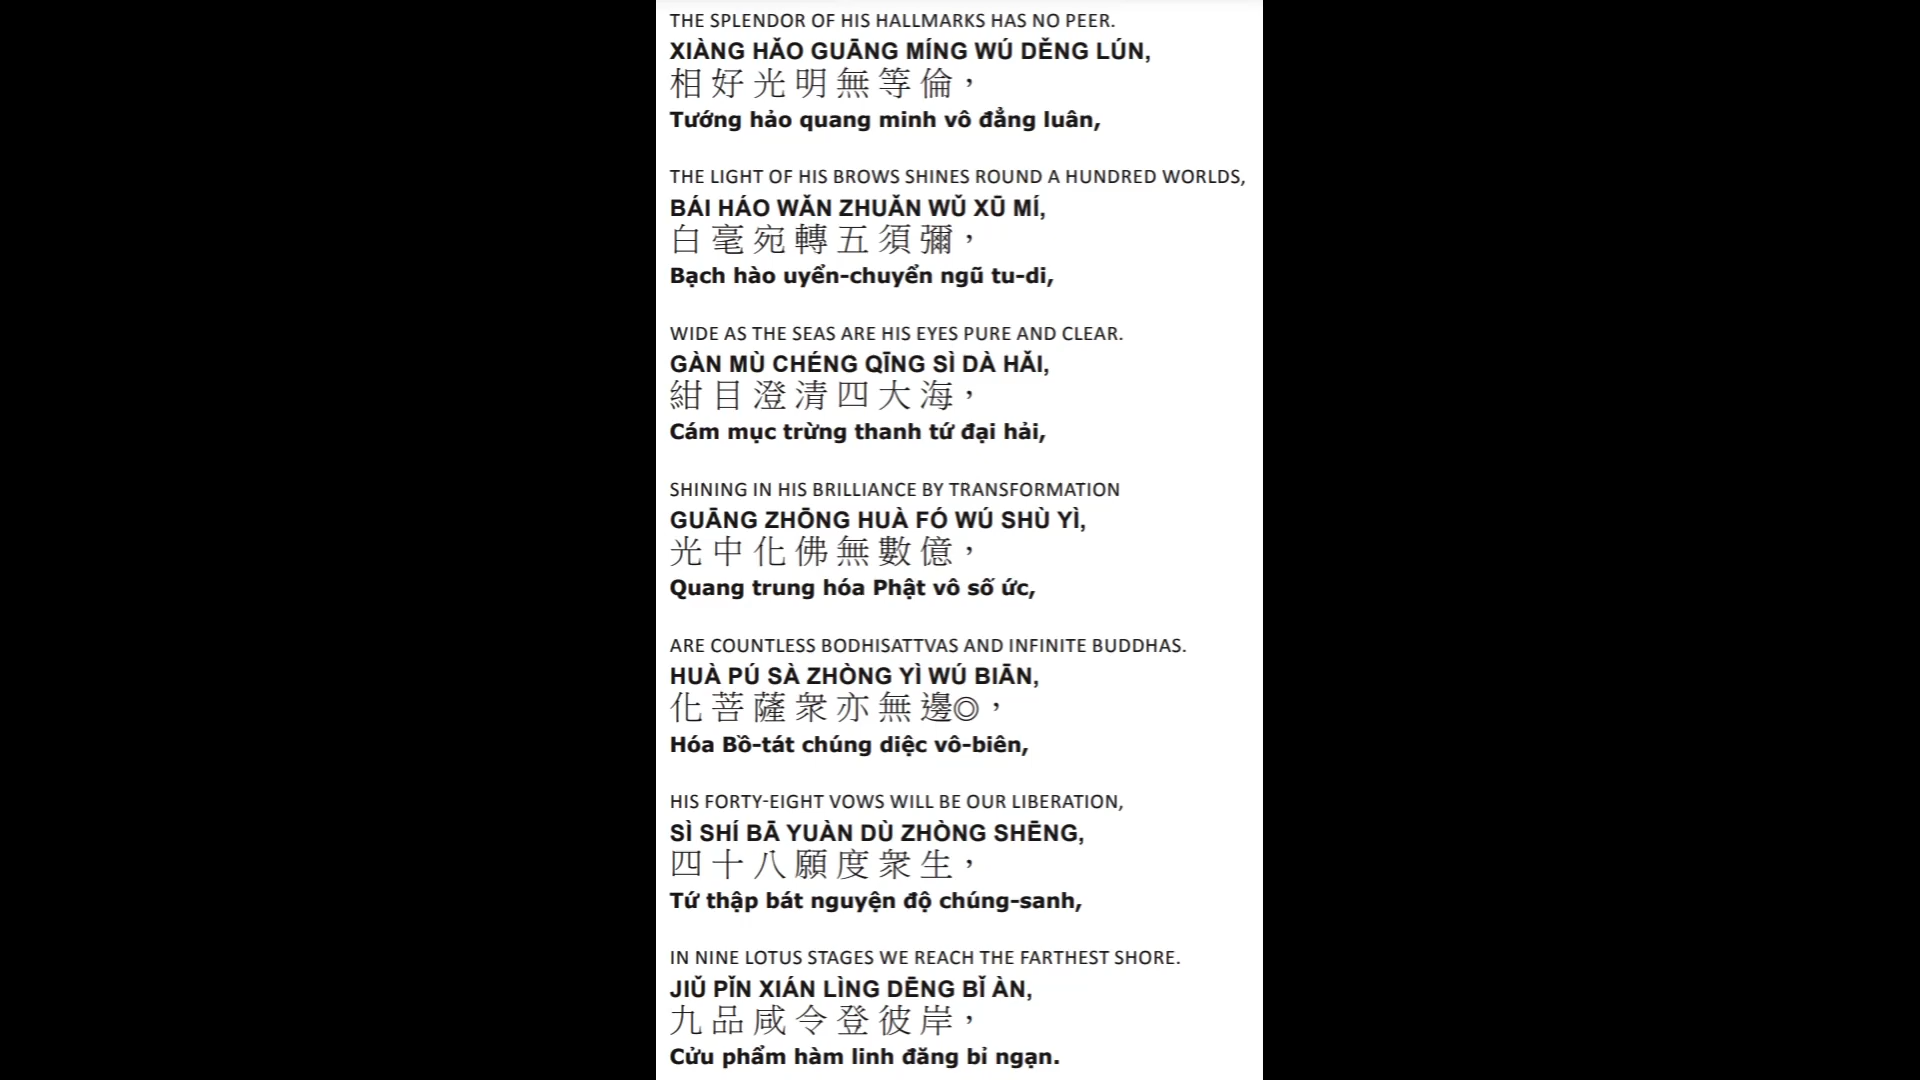 THE SPLENDOR OF HIS HALLMARKS HAS NO PEER.
XIÀNG HǍO GUĀNG MÍNG WÚ DĚNG LÚN,
相好光明無等倫，
Tướng hảo quang minh vô đẳng luân,
THE LIGHT OF HIS BROWS SHINES ROUND A HUNDRED WORLDS,
BÁI HÁO WǍN ZHUǍN WǓ XŪ MÍ,
白毫宛轉五須彌，
Bạch hào uyển-chuyển ngũ tu-di,
WIDE AS THE SEAS ARE HIS EYES PURE AND CLEAR.
GÀN MÙ CHÉNG QĪNG SÌ DÀ HǍI,
紺目澄清四大海，
Cám mục trừng thanh tứ đại hải,
SHINING IN HIS BRILLIANCE BY TRANSFORMATION
GUĀNG ZHŌNG HUÀ FÓ WÚ SHÙ YÌ,
光中化佛無數億，
Quang trung hóa Phật vô số ức,
ARE COUNTLESS BODHISATTVAS AND INFINITE BUDDHAS.
HUÀ PÚ SÀ ZHÒNG YÌ WÚ BIĀN,
化菩薩衆亦無邊◎，
Hóa Bồ-tát chúng diệc vô-biên,
HIS FORTY-EIGHT VOWS WILL BE OUR LIBERATION,
SÌ SHÍ BĀ YUÀN DÙ ZHÒNG SHĒNG,
四十八願度衆生，
Tứ thập bát nguyện độ chúng-sanh,
IN NINE LOTUS STAGES WE REACH THE FARTHEST SHORE.
JIǓ PǏN XIÁN LÌNG DĒNG BǏ ÀN,
九品咸令登彼岸，
Cửu phẩm hàm linh đăng bỉ ngạn.